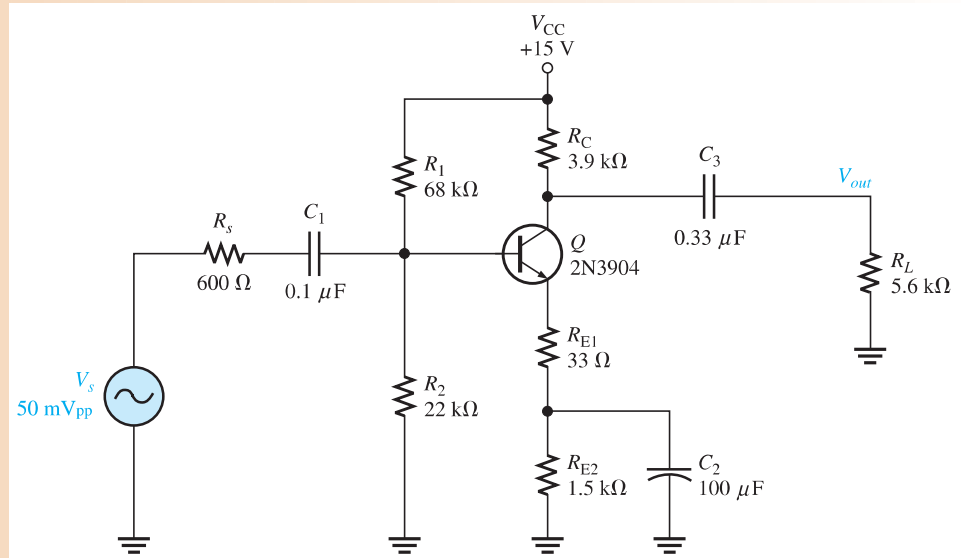 V_CC
+15 V
R_C
3.9 kΩ
C_3
0.33 μF
V_out
R_1
68 kΩ
R_s
600 Ω
C_1
0.1 μF
Q
2N3904
R_L
5.6 kΩ
R_E1
33 Ω
V_s
50 mVpp
R_2
22 kΩ
R_E2
1.5 kΩ
C_2
100 μF